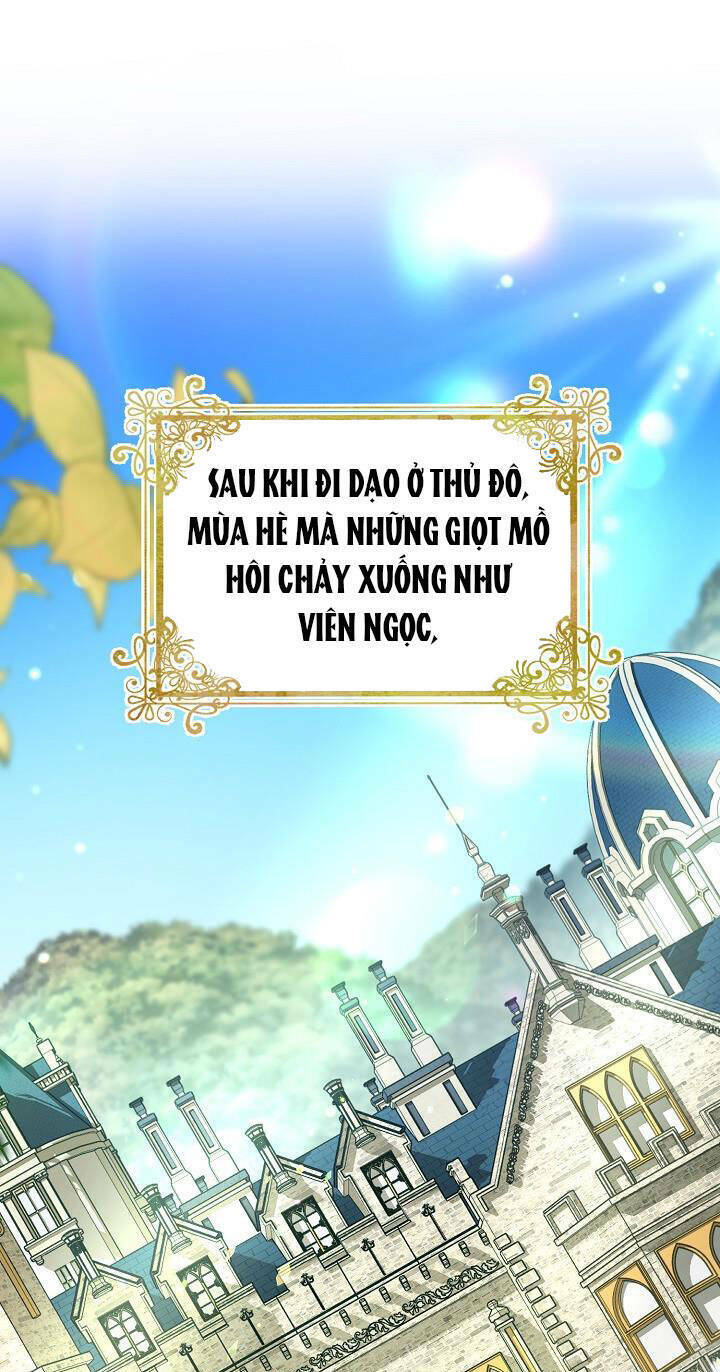 SAU KHI ĐI DẠO Ở THỦ ĐÔ,
MÙA HÈ MÀ NHỮNG GIỌT MỒ
HÔI CHẢY XUỐNG NHƯ
VIÊN NGỌC,